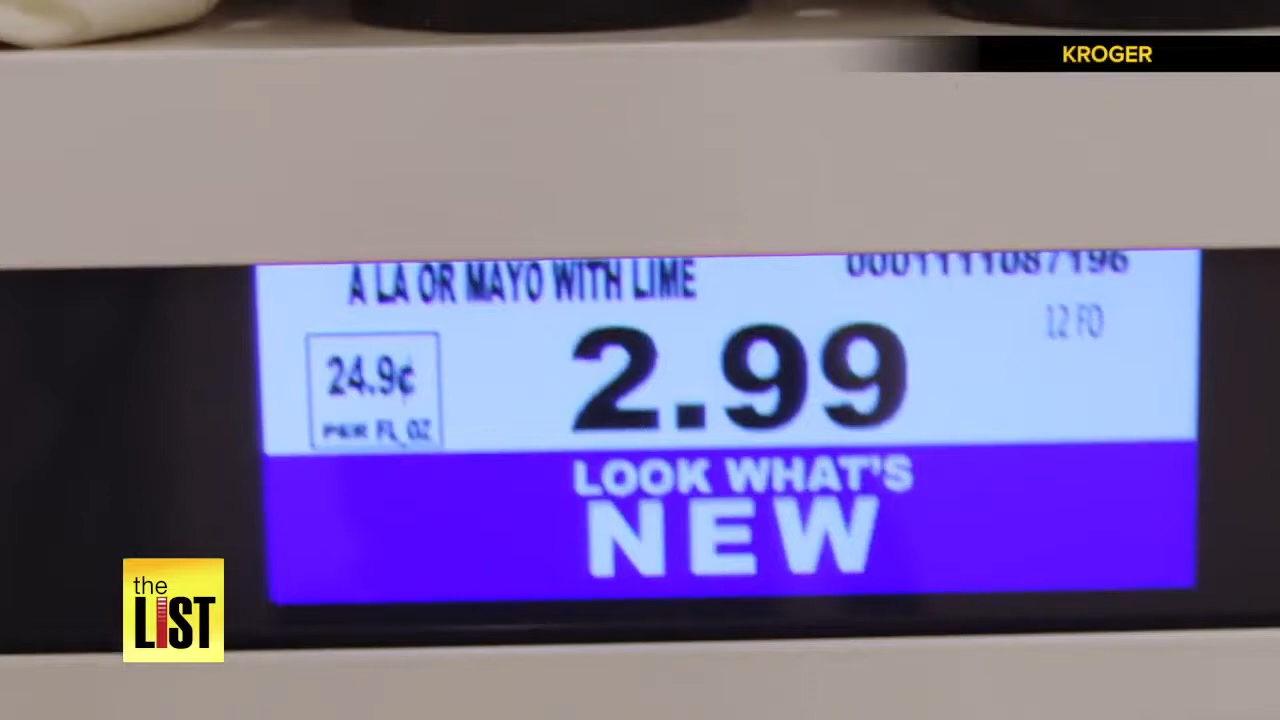 KROGER
A LA OR MAYO WITH LIME
0001111087196
12 FO
24.9¢
PER FL OZ
2.99
LOOK WHAT'S
NEW
the
LIST